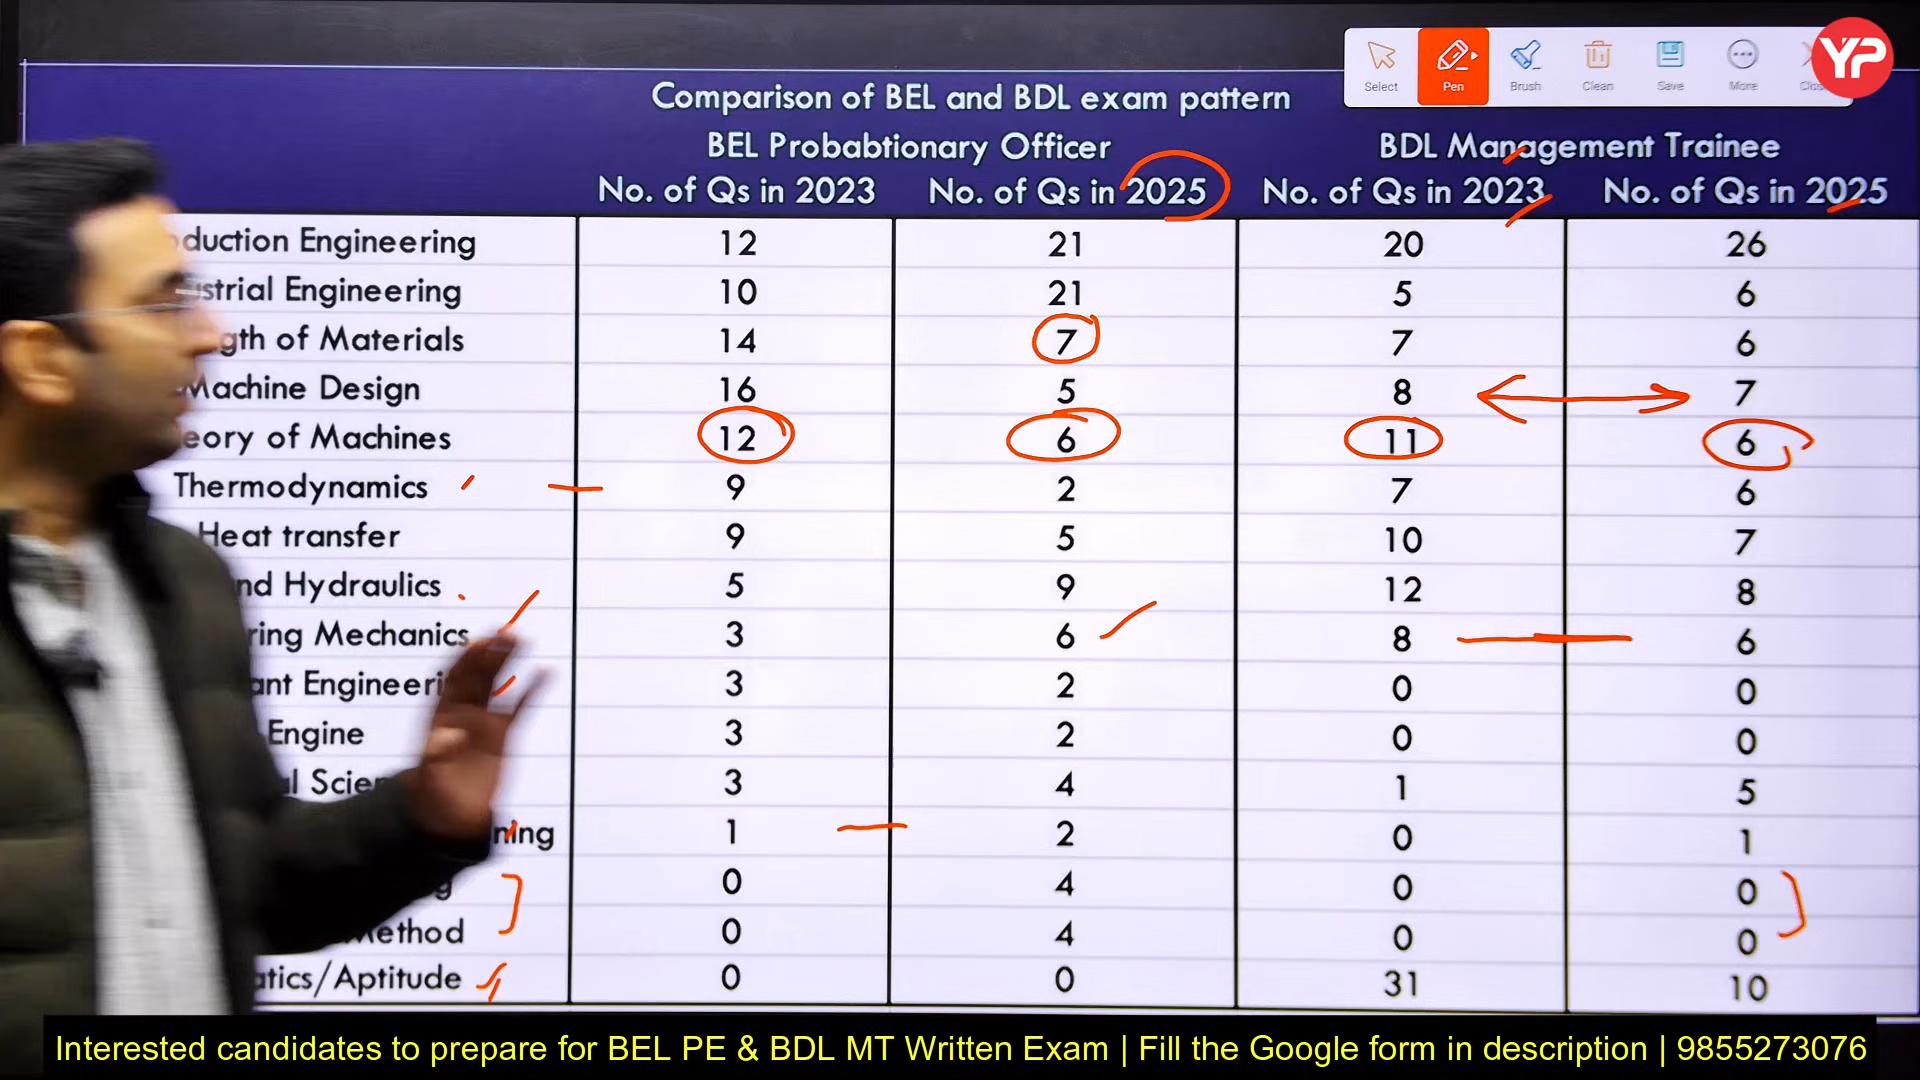 Select Pen Brush Clean Save More
YP
Comparison of BEL and BDL exam pattern
BEL Probabtionary Officer BDL Management Trainee
No. of Qs in 2023 No. of Qs in 2025 No. of Qs in 2023 No. of Qs in 2025
duction Engineering 12 21 20 26
strial Engineering 10 21 5 6
gth of Materials 14 7 7 6
Machine Design 16 5 8 7
eory of Machines 12 6 11 6
Thermodynamics 9 2 7 6
Heat transfer 9 5 10 7
nd Hydraulics 5 9 12 8
ring Mechanics 3 6 8 6
ant Engineeri 3 2 0 0
Engine 3 2 0 0
l Scien 3 4 1 5
ning 1 2 0 1
0 4 0 0
Method 0 4 0 0
atics/Aptitude 0 0 31 10
Interested candidates to prepare for BEL PE & BDL MT Written Exam | Fill the Google form in description | 9855273076